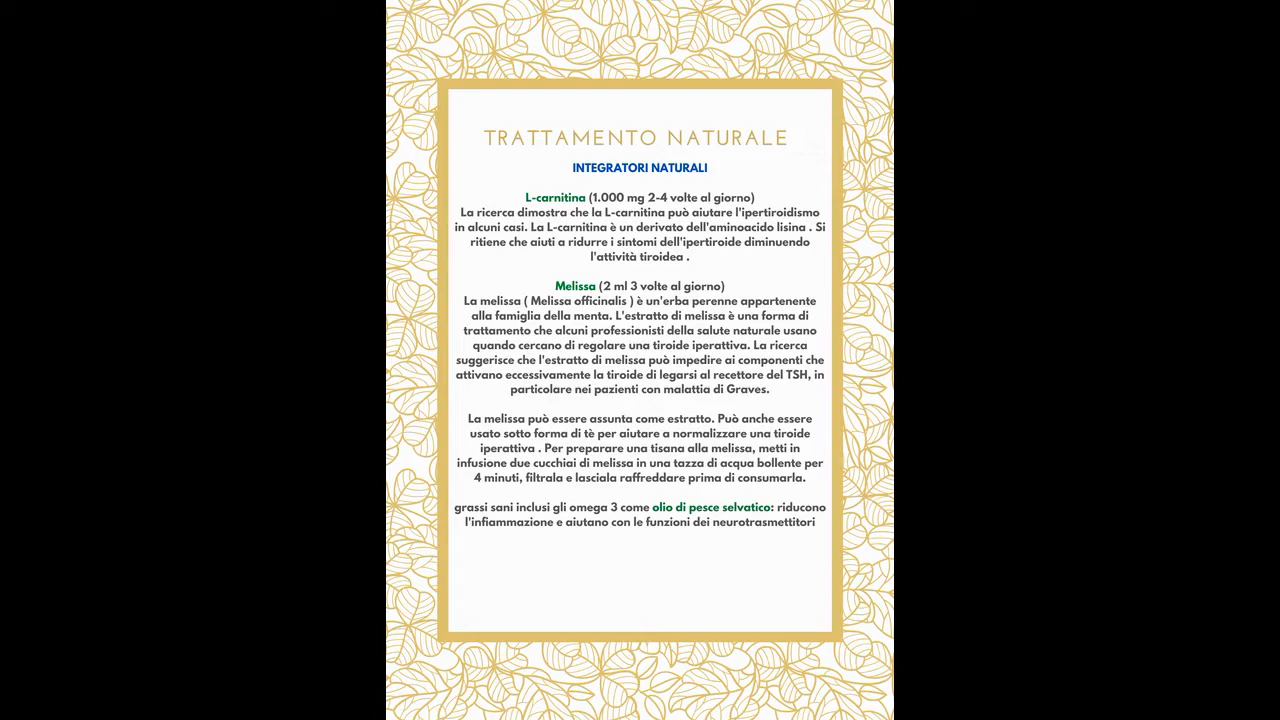 TRATTAMENTO NATURALE
INTEGRATORI NATURALI
L-carnitina (1.000 mg 2-4 volte al giorno)
La ricerca dimostra che la L-carnitina può aiutare l'ipertiroidismo
in alcuni casi. La L-carnitina è un derivato dell'aminoacido lisina . Si
ritiene che aiuti a ridurre i sintomi dell'ipertiroide diminuendo
l'attività tiroidea .
Melissa (2 ml 3 volte al giorno)
La melissa ( Melissa officinalis ) è un'erba perenne appartenente
alla famiglia della menta. L'estratto di melissa è una forma di
trattamento che alcuni professionisti della salute naturale usano
quando cercano di regolare una tiroide iperattiva. La ricerca
suggerisce che l'estratto di melissa può impedire ai componenti che
attivano eccessivamente la tiroide di legarsi al recettore del TSH, in
particolare nei pazienti con malattia di Graves.
La melissa può essere assunta come estratto. Può anche essere
usato sotto forma di tè per aiutare a normalizzare una tiroide
iperattiva . Per preparare una tisana alla melissa, metti in
infusione due cucchiai di melissa in una tazza di acqua bollente per
4 minuti, filtrala e lasciala raffreddare prima di consumarla.
grassi sani inclusi gli omega 3 come olio di pesce selvatico: riducono
l'infiammazione e aiutano con le funzioni dei neurotrasmettitori